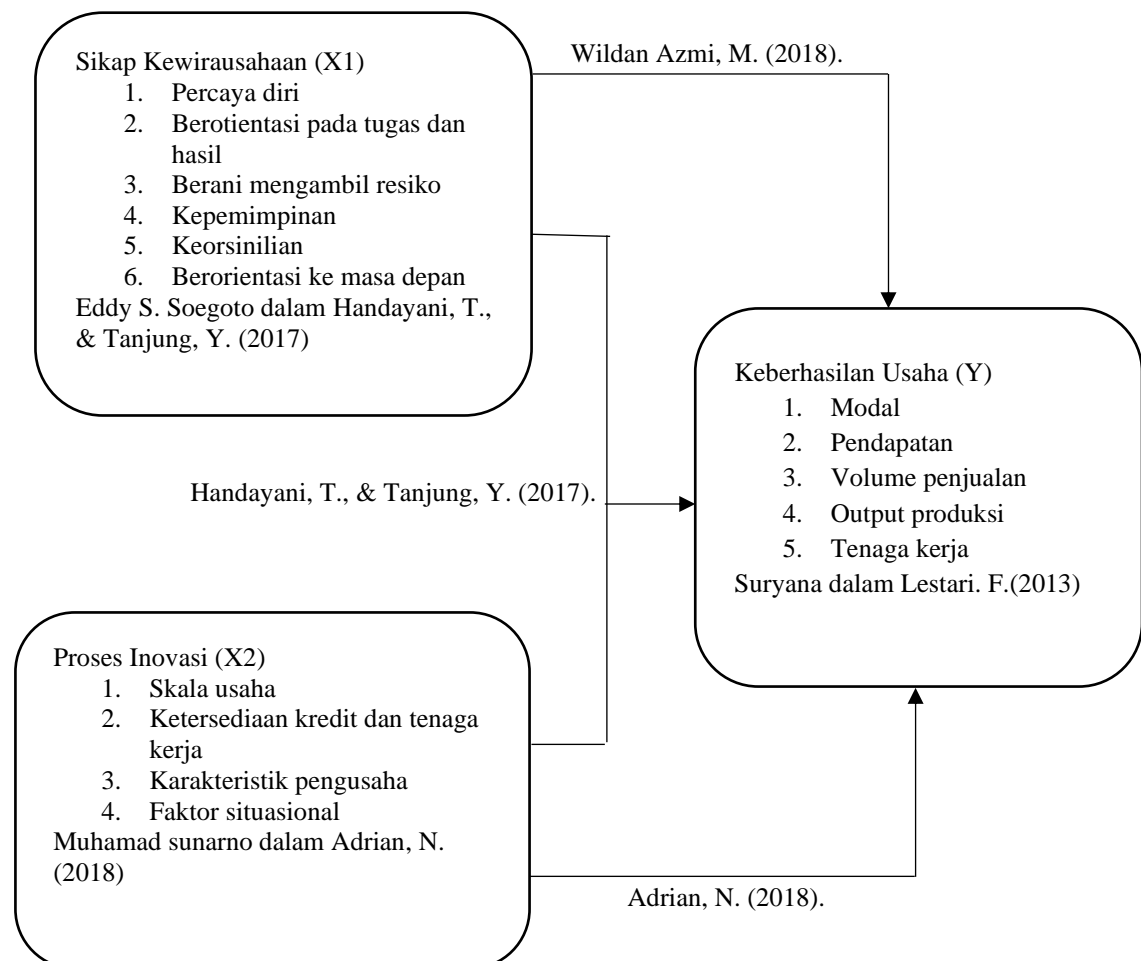 Sikap Kewirausahaan (X1)
1. Percaya diri
2. Berotientasi pada tugas dan
hasil
3. Berani mengambil resiko
4. Kepemimpinan
5. Keorsinilian
6. Berorientasi ke masa depan
Eddy S. Soegoto dalam Handayani, T.,
& Tanjung, Y. (2017)
Wildan Azmi, M. (2018).
Handayani, T., & Tanjung, Y. (2017).
Keberhasilan Usaha (Y)
1. Modal
2. Pendapatan
3. Volume penjualan
4. Output produksi
5. Tenaga kerja
Suryana dalam Lestari. F.(2013)
Proses Inovasi (X2)
1. Skala usaha
2. Ketersediaan kredit dan tenaga
kerja
3. Karakteristik pengusaha
4. Faktor situasional
Muhamad sunarno dalam Adrian, N.
(2018)
Adrian, N. (2018).